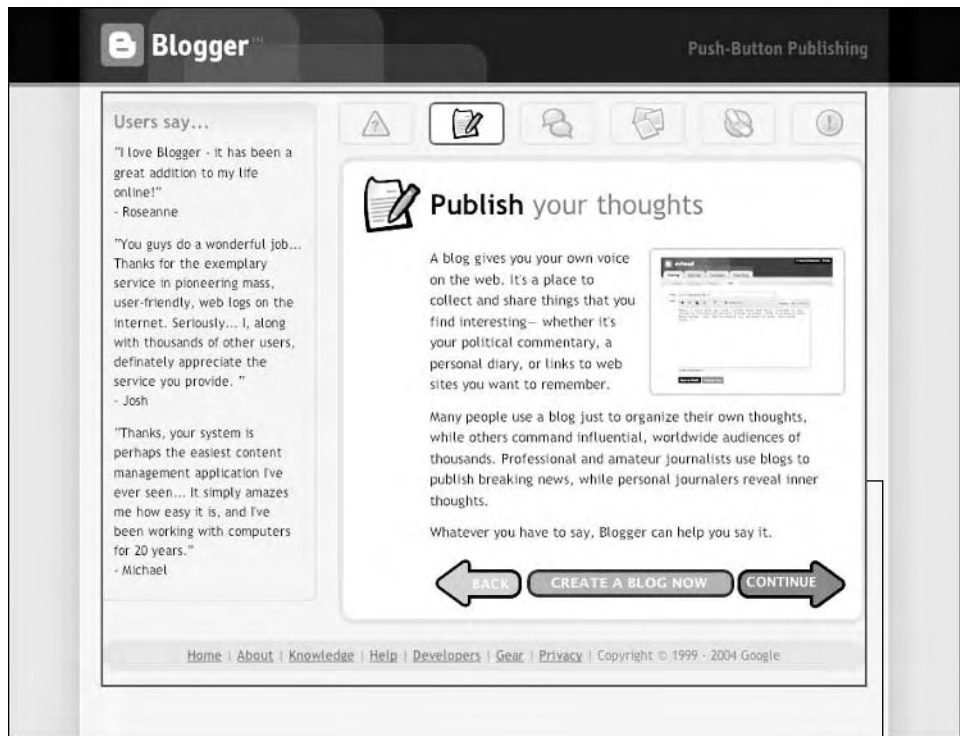 Blogger™
Push-Button Publishing
Users say...
"I love Blogger - it has been a
great addition to my life
online!"
- Roseanne
"You guys do a wonderful job...
Thanks for the exemplary
service in pioneering mass,
user-friendly, web logs on the
internet. Seriously... I, along
with thousands of other users,
definately appreciate the
service you provide. "
- Josh
"Thanks, your system is
perhaps the easiest content
management application I've
ever seen... It simply amazes
me how easy it is, and I've
been working with computers
for 20 years."
- Michael
Publish your thoughts
A blog gives you your own voice
on the web. It's a place to
collect and share things that you
find interesting— whether it's
your political commentary, a
personal diary, or links to web
sites you want to remember.
Many people use a blog just to organize their own thoughts,
while others command influential, worldwide audiences of
thousands. Professional and amateur journalists use blogs to
publish breaking news, while personal journalers reveal inner
thoughts.
Whatever you have to say, Blogger can help you say it.
BACK
CREATE A BLOG NOW
CONTINUE
Home | About | Knowledge | Help | Developers | Gear | Privacy | Copyright © 1999 - 2004 Google